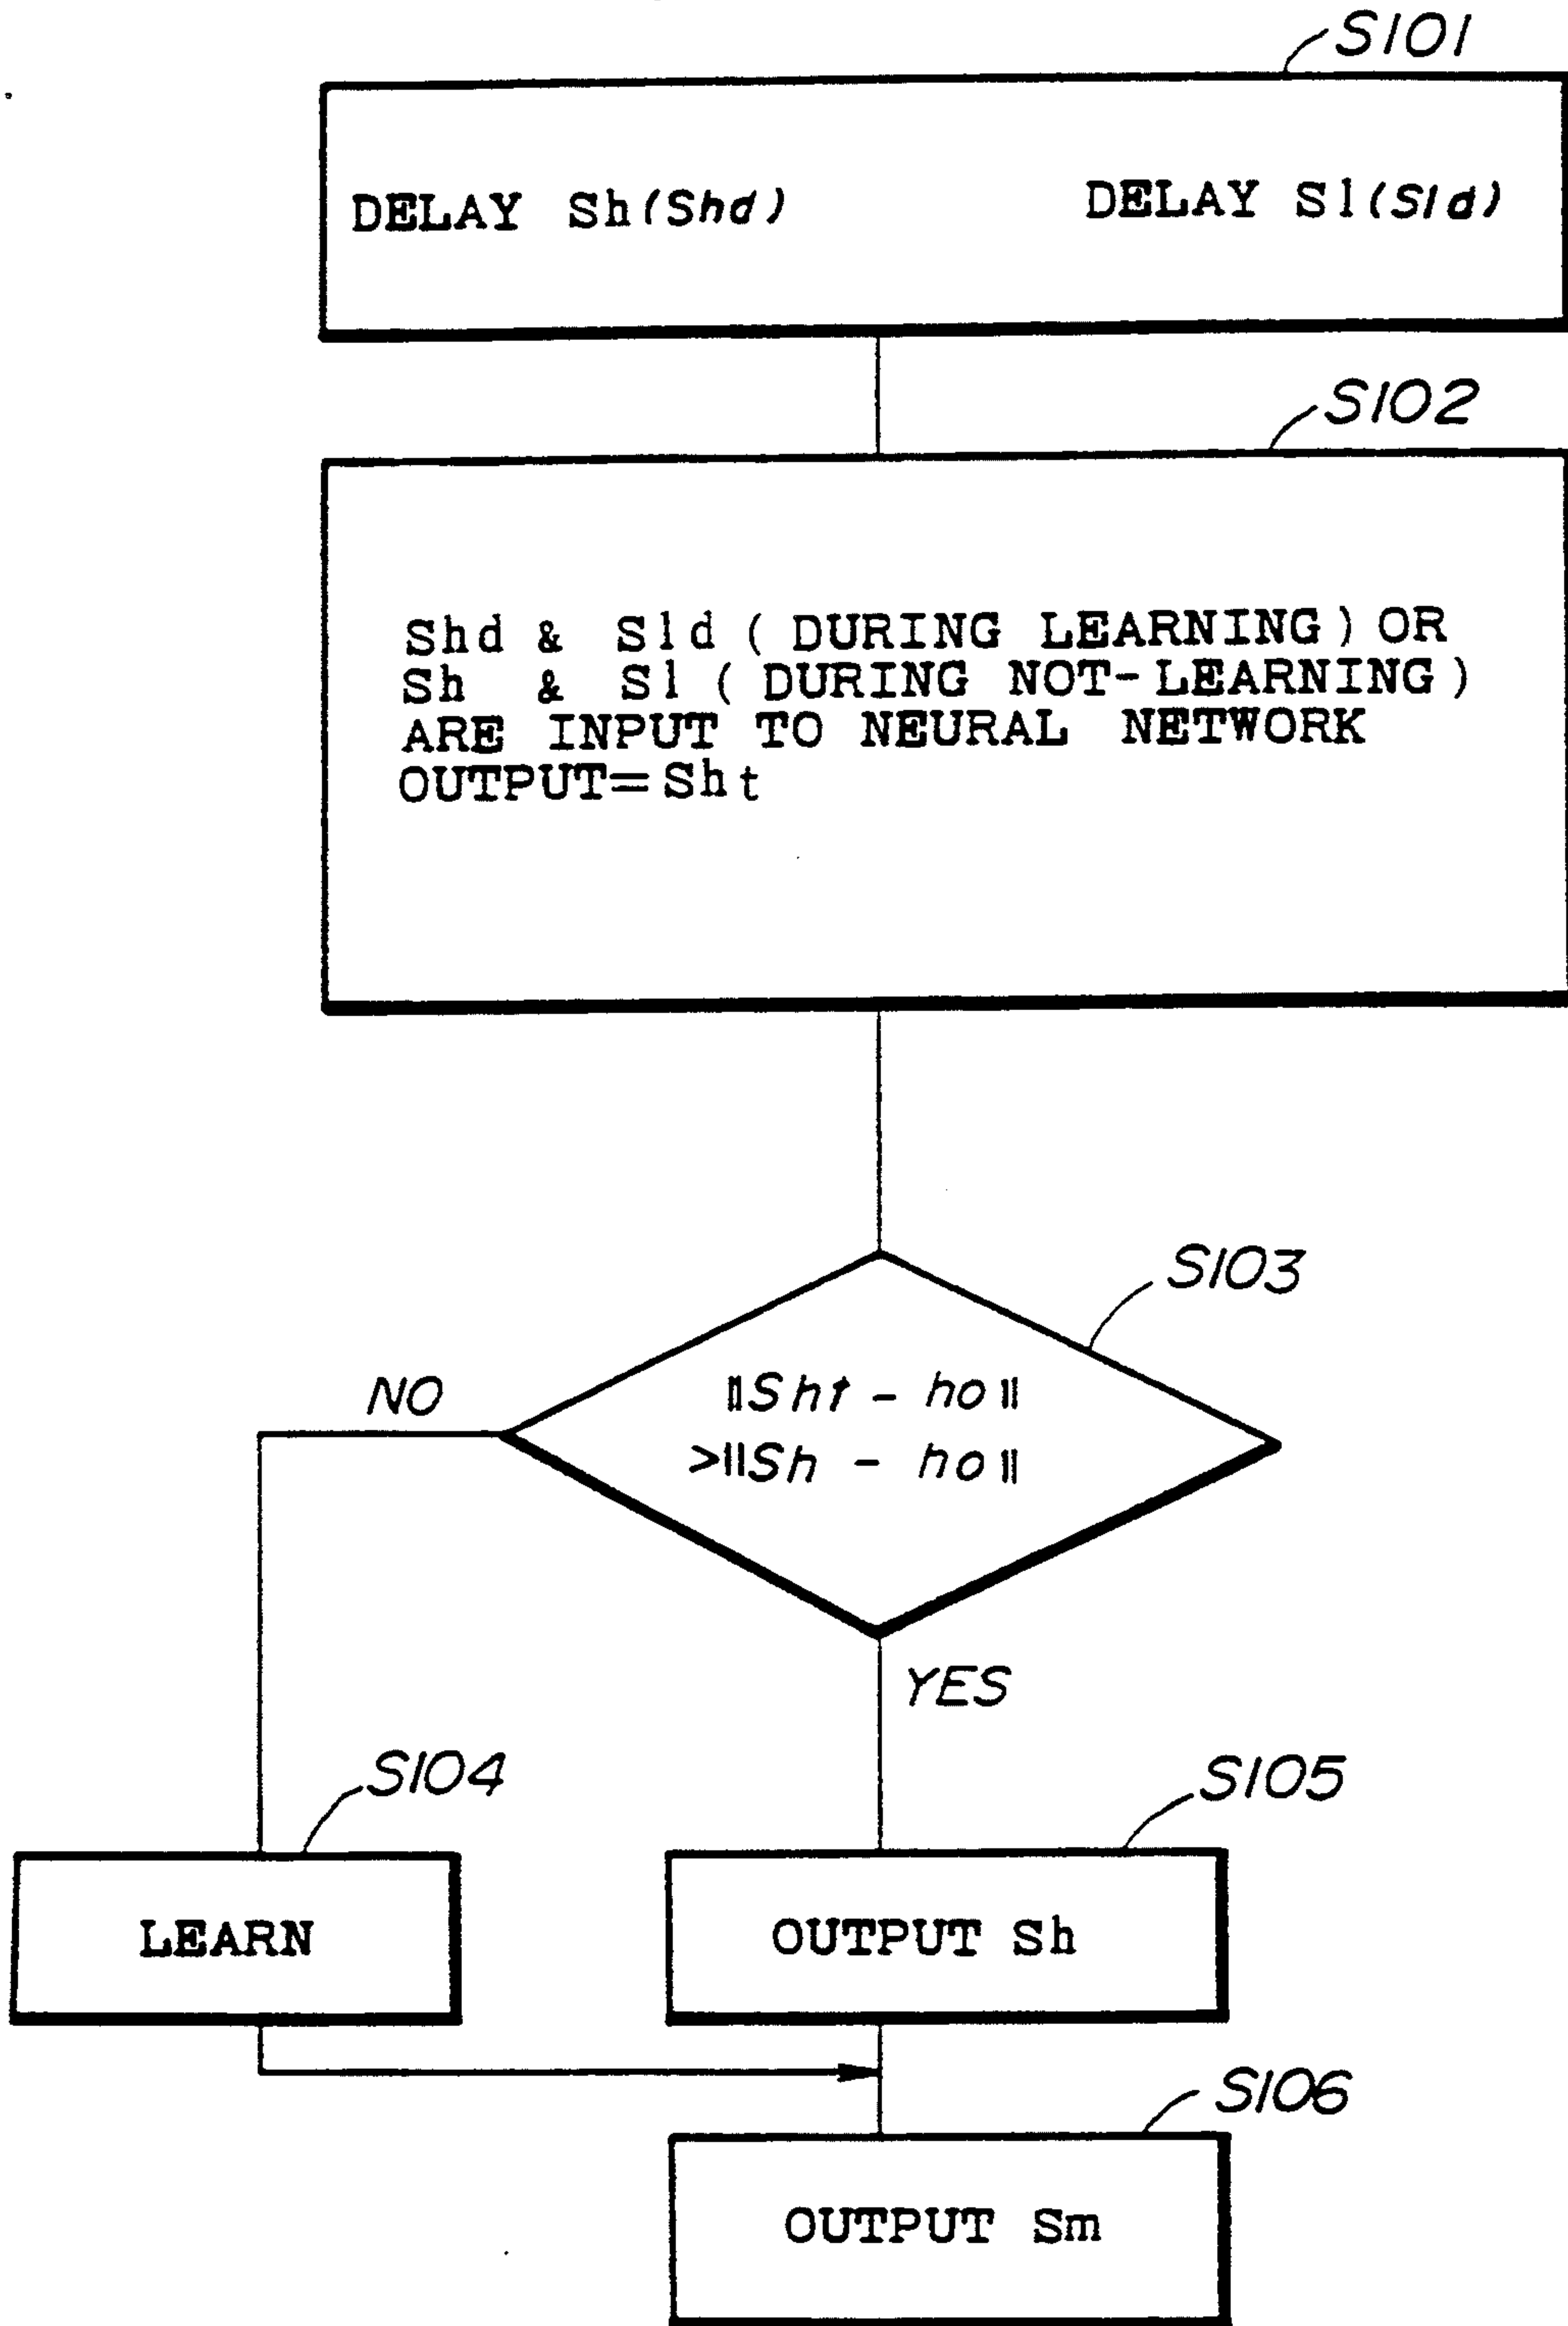 S101
DELAY Sh(Shd) DELAY Sl(Sld)
S102
Shd & Sld (DURING LEARNING) OR
Sh & Sl (DURING NOT-LEARNING)
ARE INPUT TO NEURAL NETWORK
OUTPUT=Sht
S103
NO
‖Sht - ho‖
>‖Sh - ho‖
YES
S104
S105
LEARN
OUTPUT Sh
S106
OUTPUT Sm